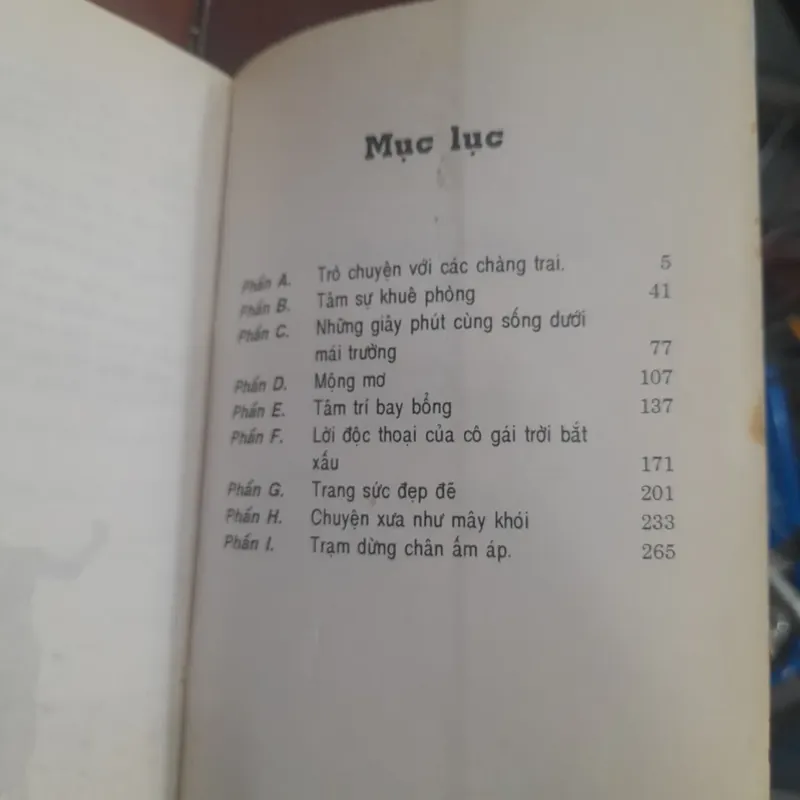 Mục lục
Phần A. Trò chuyện với các chàng trai. 5
Phần B. Tâm sự khuê phòng 41
Phần C. Những giây phút cùng sống dưới
mái trường 77
Phần D. Mộng mơ 107
Phần E. Tâm trí bay bổng 137
Phần F. Lời độc thoại của cô gái trời bắt
xấu 171
Phần G. Trang sức đẹp đẽ 201
Phần H. Chuyện xưa như mây khói 233
Phần I. Trạm dừng chân ấm áp. 265